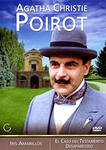 AGATHA CHRISTIE
POIROT
IRIS AMARILLOS
EL CASO DEL TESTAMENTO
DESAPARECIDO